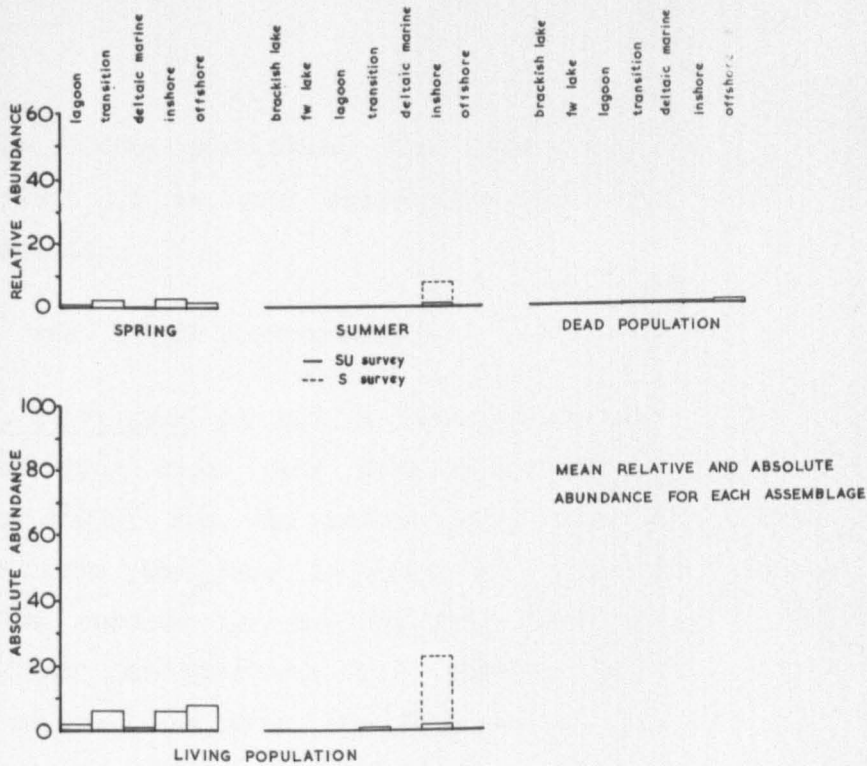 lagoon
transition
deltaic marine
inshore
offshore
brackish lake
fw lake
lagoon
transition
deltaic marine
inshore
offshore
brackish lake
fw lake
lagoon
transition
deltaic marine
inshore
offshore
RELATIVE ABUNDANCE
60
40
20
0
SPRING
SUMMER
DEAD POPULATION
SU survey
S survey
ABSOLUTE ABUNDANCE
100
80
60
40
20
0
MEAN RELATIVE AND ABSOLUTE
ABUNDANCE FOR EACH ASSEMBLAGE
LIVING POPULATION